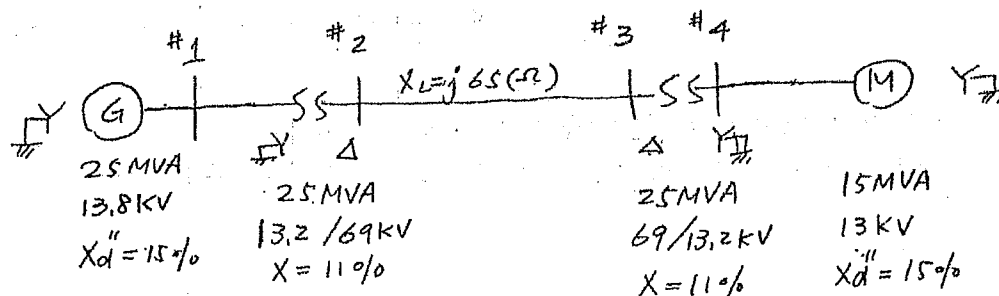 #1 #2 #3 #4
Y G Y Δ X_L=j65(Ω) Δ Y M Y
25MVA
13.8KV
Xd"=15%
25MVA
13.2/69KV
X=11%
25MVA
69/13.2KV
X=11%
15MVA
13KV
Xd"=15%